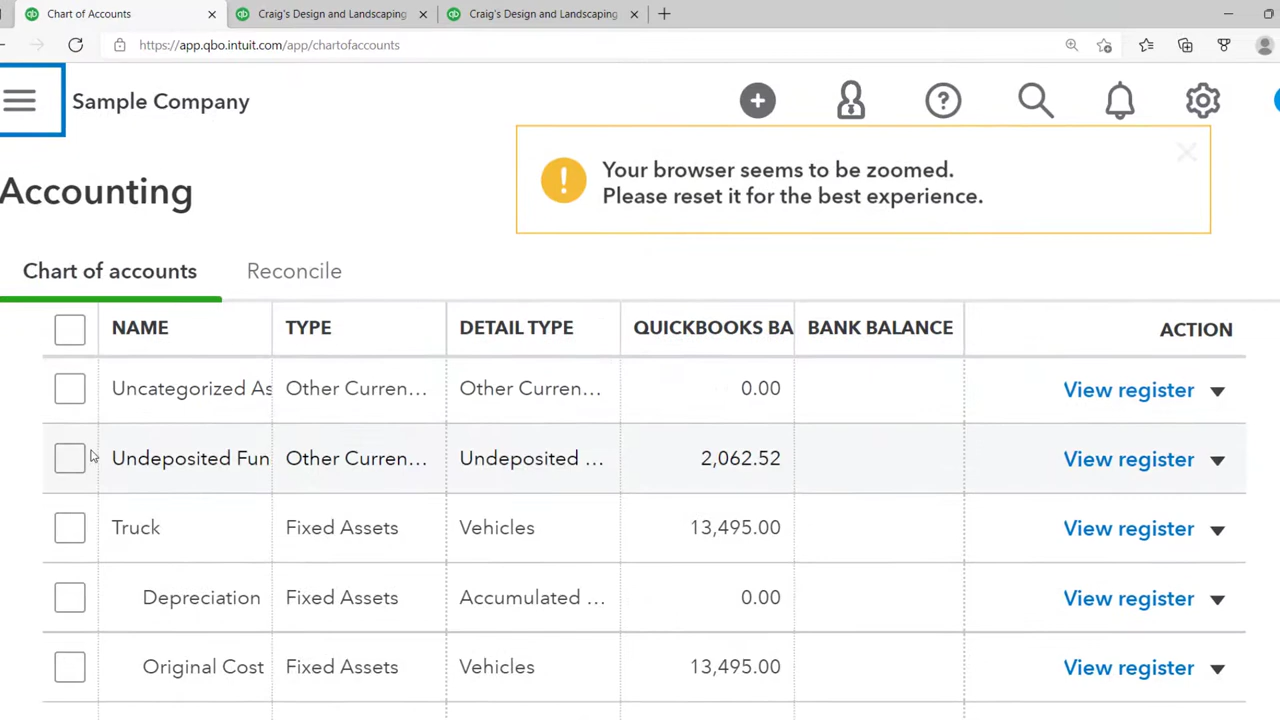 Chart of Accounts
Craig's Design and Landscaping
Craig's Design and Landscaping
https://app.qbo.intuit.com/app/chartofaccounts
Sample Company
Your browser seems to be zoomed.
Please reset it for the best experience.
Accounting
Chart of accounts Reconcile
NAME TYPE DETAIL TYPE QUICKBOOKS BA BANK BALANCE ACTION
Uncategorized As Other Curren... Other Curren... 0.00 View register
Undeposited Fun Other Curren... Undeposited ... 2,062.52 View register
Truck Fixed Assets Vehicles 13,495.00 View register
Depreciation Fixed Assets Accumulated ... 0.00 View register
Original Cost Fixed Assets Vehicles 13,495.00 View register